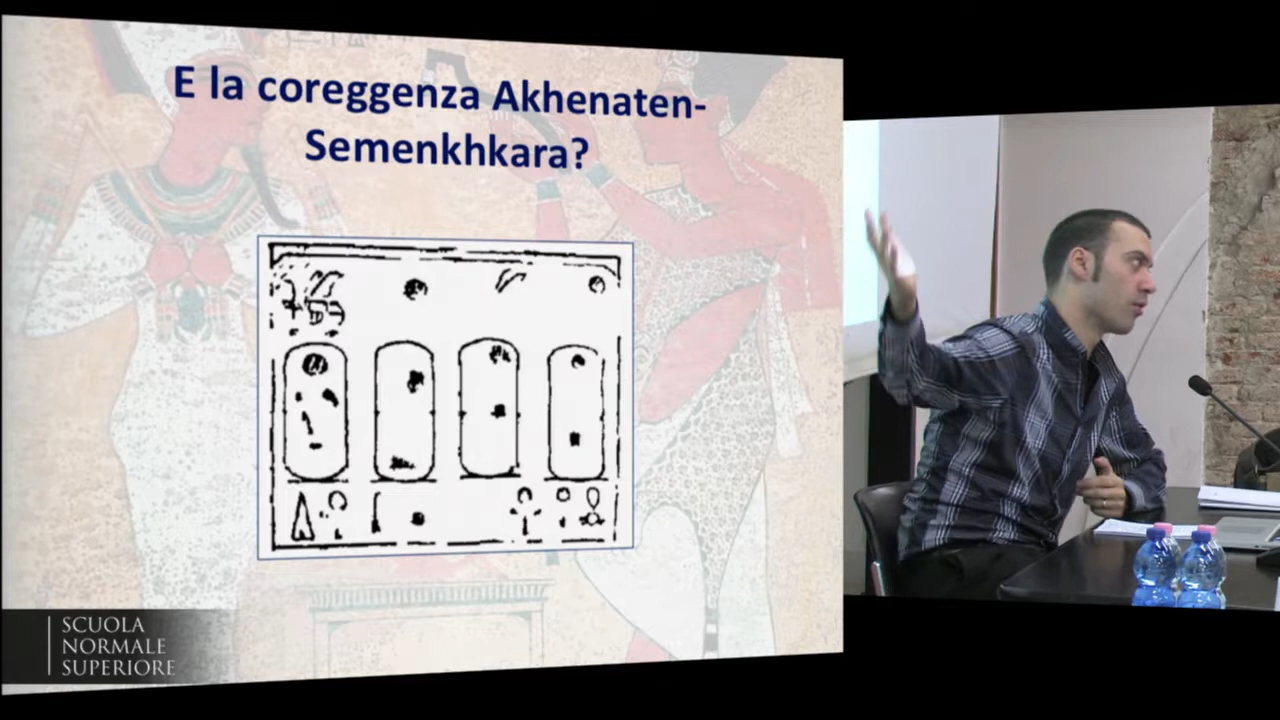 E la coreggenza Akhenaten-
Semenkhkara?
SCUOLA
NORMALE
SUPERIORE